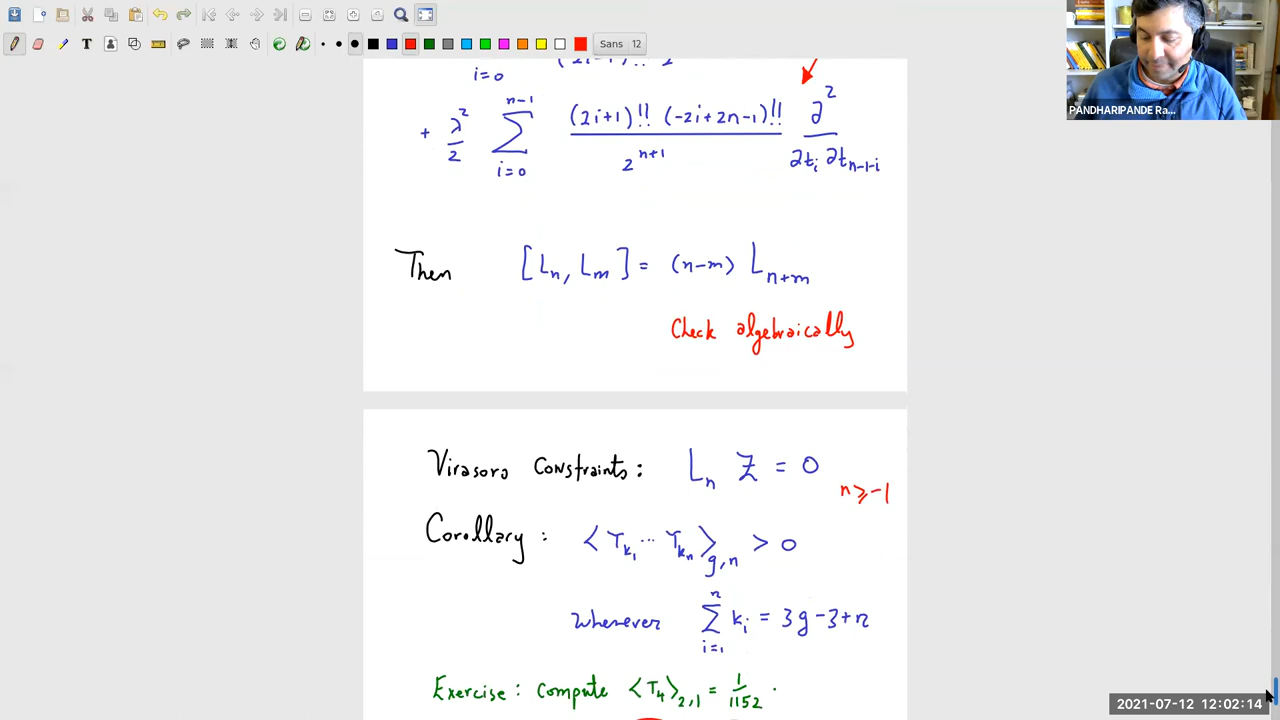 Sans 12
PANDHARIPANDE Ra...
i=0
+ λ²/2 ∑_{i=0}^{n-1} (2i+1)!! (-2i+2n-1)!! / 2^{n+1} ∂² / ∂t_i ∂t_{n-1-i}
Then [L_n, L_m] = (n-m) L_{n+m}
Check algebraically
Virasoro Constraints: L_n Z = 0
n ≥ -1
Corollary : < τ_{k_1} ... τ_{k_n} >_{g,n} > 0
whenever ∑_{i=1}^{n} k_i = 3g-3+n
Exercise : Compute <τ_4>_{2,1} = 1/1152 .
2021-07-12 12:02:14